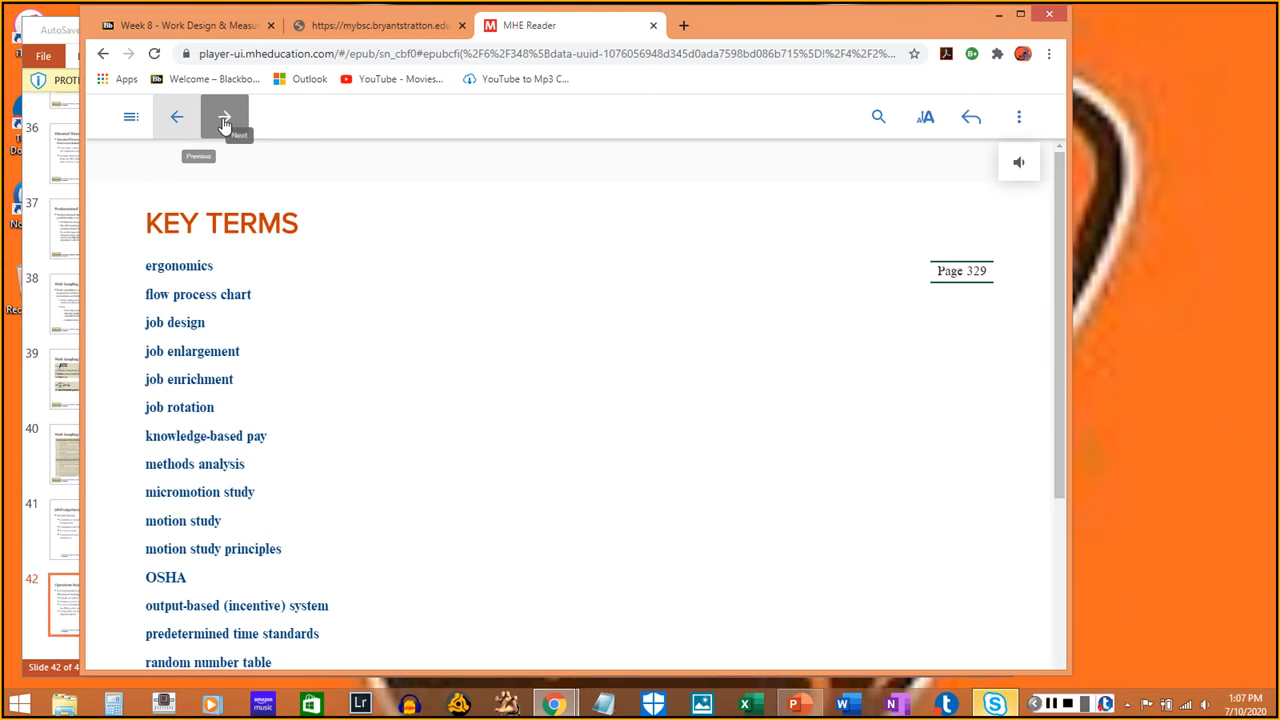 AutoSave
File
PROTE
36
37
38
39
40
41
42
Slide 42 of 4
Week 8 - Work Design & Measu
https://mybsc.bryantstratton.edu
MHE Reader
player-ui.mheducation.com/#/epub/sn_cbf0#epubcfi(%2F6%2F348%5Bdata-uuid-1076056948d345d0ada7598bd086b715%5D!%2F4%2F2%...
Apps
Welcome – Blackbo...
Outlook
YouTube - Movies...
YouTube to Mp3 C...
Next
Previous
KEY TERMS
ergonomics
Page 329
flow process chart
job design
job enlargement
job enrichment
job rotation
knowledge-based pay
methods analysis
micromotion study
motion study
motion study principles
OSHA
output-based (incentive) system
predetermined time standards
random number table
1:07 PM
7/10/2020